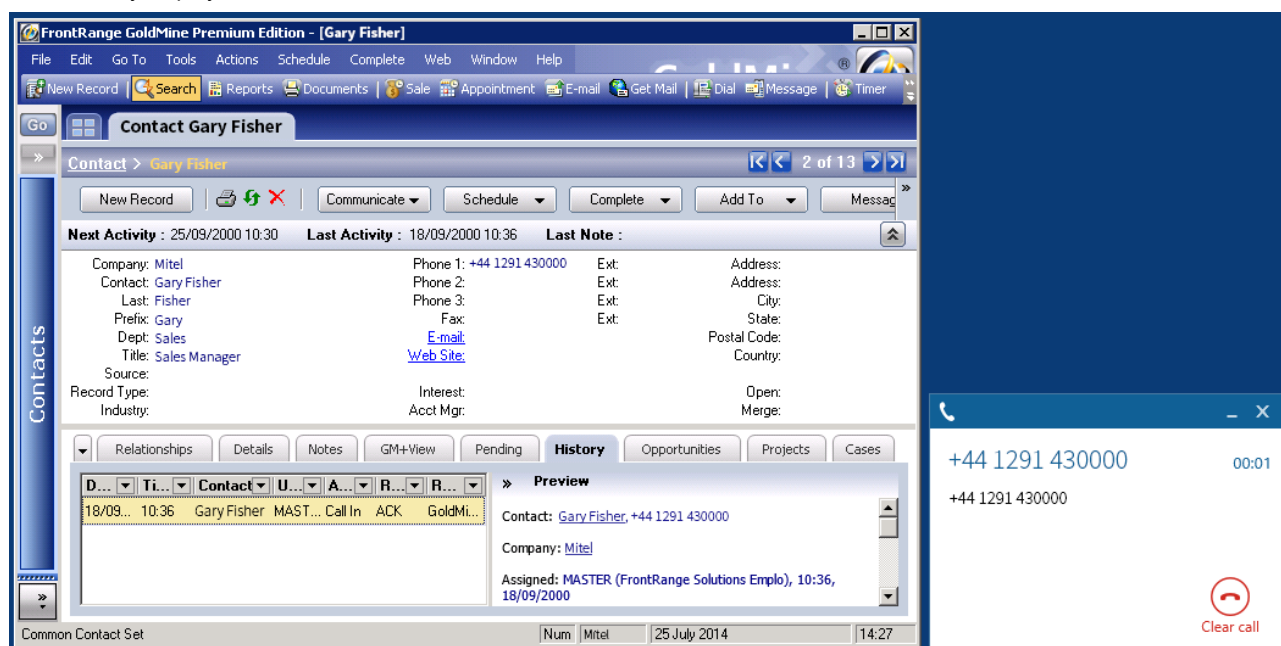 FrontRange GoldMine Premium Edition - [Gary Fisher]
File Edit Go To Tools Actions Schedule Complete Web Window Help
New Record Search Reports Documents Sale Appointment E-mail Get Mail Dial Message Timer
Go Contact Gary Fisher
Contact > Gary Fisher 2 of 13
New Record Communicate Schedule Complete Add To Messag
Next Activity : 25/09/2000 10:30 Last Activity : 18/09/2000 10:36 Last Note :
Company: Mitel Phone 1: +44 1291 430000 Ext: Address:
Contact: Gary Fisher Phone 2: Ext: Address:
Last: Fisher Phone 3: Ext: City:
Prefix: Gary Fax: Ext: State:
Dept: Sales E-mail: Postal Code:
Title: Sales Manager Web Site: Country:
Source:
Record Type: Interest: Open:
Industry: Acct Mgr: Merge:
Contacts
Relationships Details Notes GM+View Pending History Opportunities Projects Cases
D... Ti... Contact U... A... R... R...
18/09... 10:36 Gary Fisher MAST... Call In ACK GoldMi...
» Preview
Contact: Gary Fisher, +44 1291 430000
Company: Mitel
Assigned: MASTER (FrontRange Solutions Emplo), 10:36,
18/09/2000
Common Contact Set Num Mitel 25 July 2014 14:27
+44 1291 430000 00:01
+44 1291 430000
Clear call